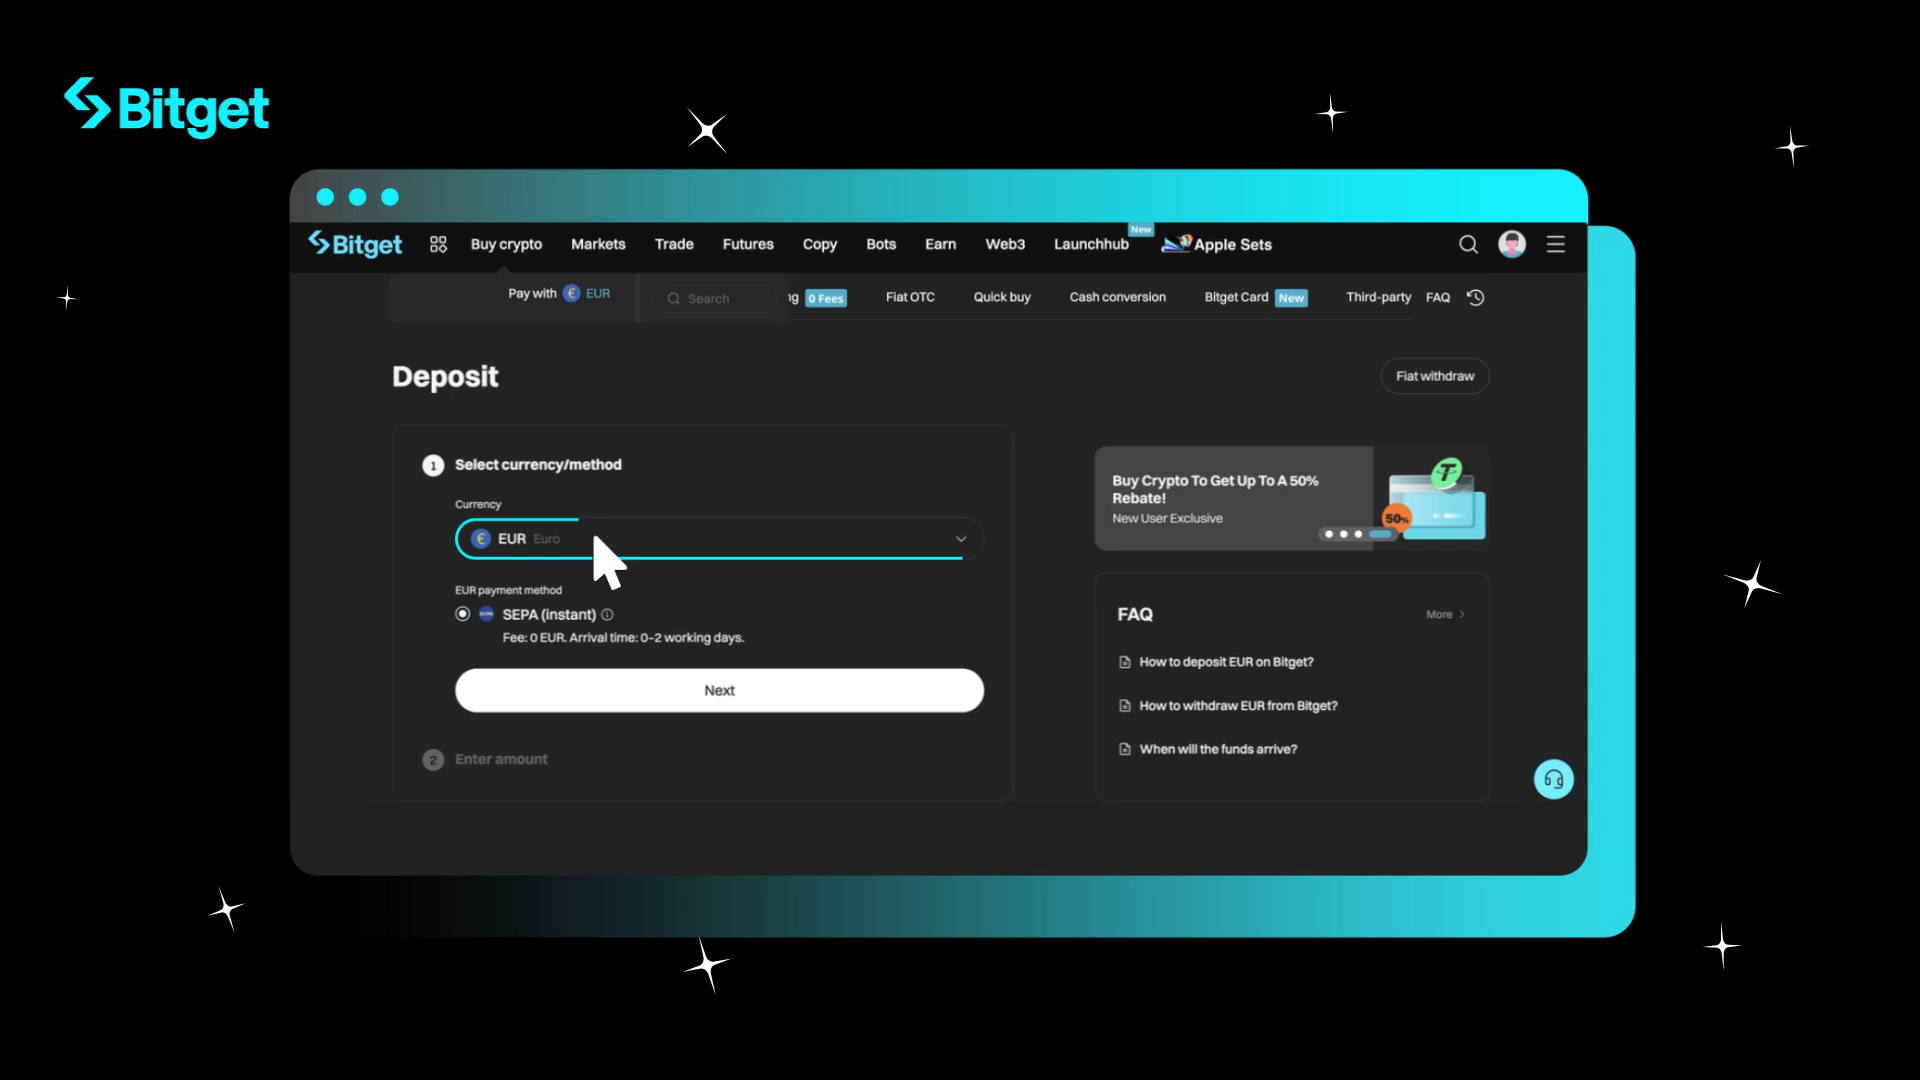 Bitget
Bitget
Buy crypto
Markets
Trade
Futures
Copy
Bots
Earn
Web3
Launchhub
New
Apple Sets
Pay with € EUR
Search
ng 0 Fees
Fiat OTC
Quick buy
Cash conversion
Bitget Card New
Third-party
FAQ
Deposit
Fiat withdraw
1 Select currency/method
Currency
€ EUR Euro
EUR payment method
SEPA (instant)
Fee: 0 EUR. Arrival time: 0-2 working days.
Next
2 Enter amount
Buy Crypto To Get Up To A 50%
Rebate!
New User Exclusive
50%
FAQ
More
How to deposit EUR on Bitget?
How to withdraw EUR from Bitget?
When will the funds arrive?